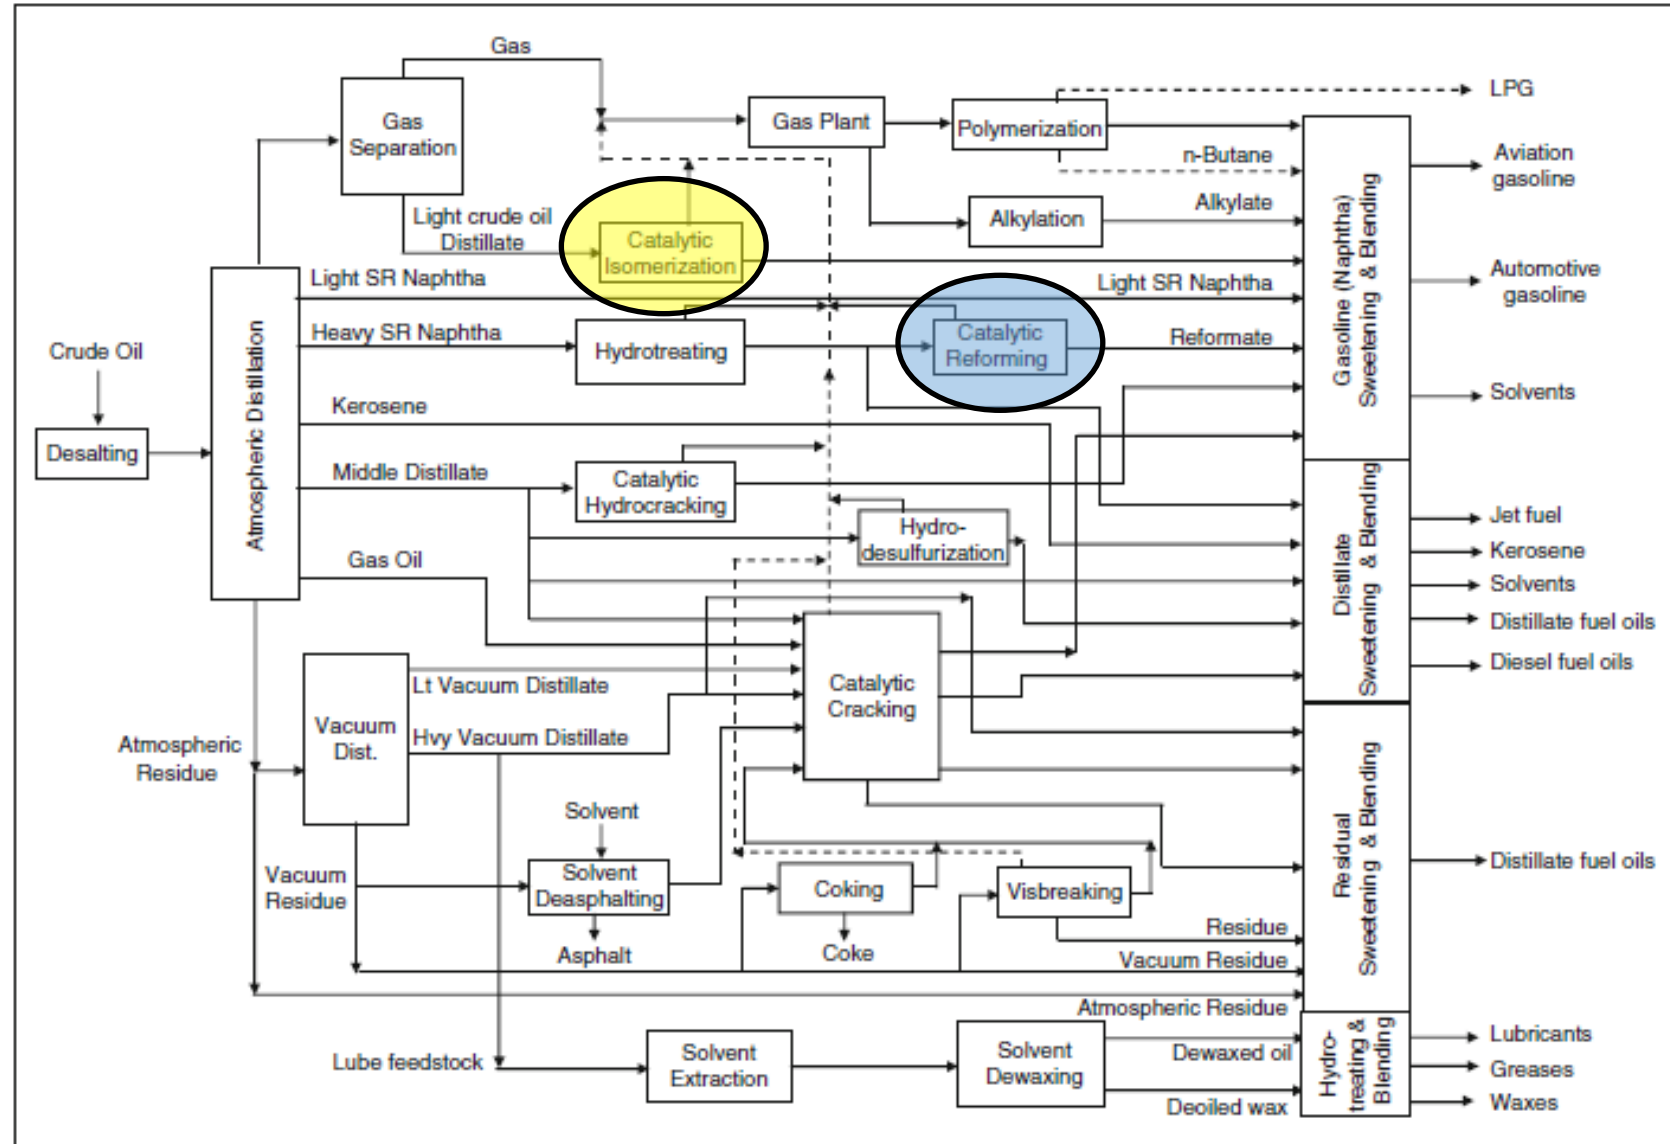 Gas
LPG
Gas
Separation
Gas Plant
Polymerization
n-Butane
Aviation
gasoline
Light crude oil
Distillate
Alkylation
Alkylate
Catalytic
Isomerization
Light SR Naphtha
Light SR Naphtha
Automotive
gasoline
Heavy SR Naphtha
Hydrotreating
Catalytic
Reforming
Reformate
Gasoline (Naphtha)
Sweetening & Blending
Crude Oil
Desalting
Atmospheric Distillation
Kerosene
Solvents
Middle Distillate
Catalytic
Hydrocracking
Hydro-
desulfurization
Gas Oil
Distillate
Sweetening & Blending
Jet fuel
Kerosene
Solvents
Distillate fuel oils
Diesel fuel oils
Catalytic
Cracking
Lt Vacuum Distillate
Vacuum
Dist.
Hvy Vacuum Distillate
Atmospheric
Residue
Solvent
Vacuum
Residue
Solvent
Deasphalting
Asphalt
Coking
Coke
Visbreaking
Residue
Vacuum Residue
Atmospheric Residue
Residual
Sweetening & Blending
Distillate fuel oils
Lube feedstock
Solvent
Extraction
Solvent
Dewaxing
Dewaxed oil
Deoiled wax
Hydro-
treating &
Blending
Lubricants
Greases
Waxes